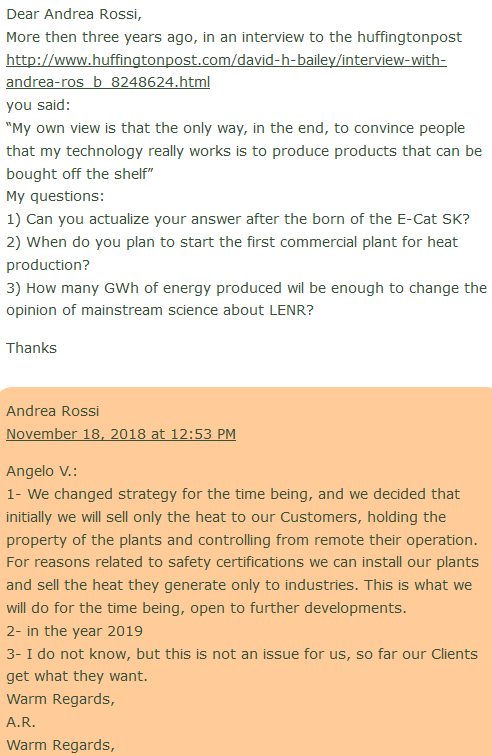 Dear Andrea Rossi,
More then three years ago, in an interview to the huffingtonpost
http://www.huffingtonpost.com/david-h-bailey/interview-with-
andrea-ros_b_8248624.html
you said:
“My own view is that the only way, in the end, to convince people
that my technology really works is to produce products that can be
bought off the shelf”
My questions:
1) Can you actualize your answer after the born of the E-Cat SK?
2) When do you plan to start the first commercial plant for heat
production?
3) How many GWh of energy produced wil be enough to change the
opinion of mainstream science about LENR?
Thanks
Andrea Rossi
November 18, 2018 at 12:53 PM
Angelo V.:
1- We changed strategy for the time being, and we decided that
initially we will sell only the heat to our Customers, holding the
property of the plants and controlling from remote their operation.
For reasons related to safety certifications we can install our plants
and sell the heat they generate only to industries. This is what we
will do for the time being, open to further developments.
2- in the year 2019
3- I do not know, but this is not an issue for us, so far our Clients
get what they want.
Warm Regards,
A.R.
Warm Regards,